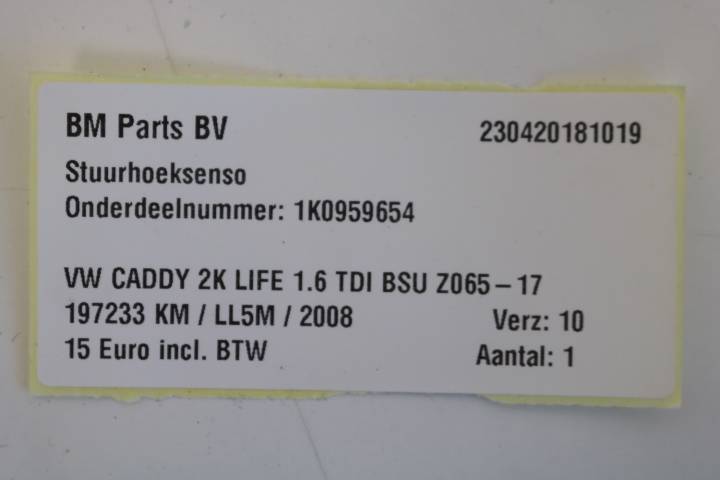 BM Parts BV 230420181019
Stuurhoeksenso
Onderdeelnummer: 1K0959654
VW CADDY 2K LIFE 1.6 TDI BSU Z065-17
197233 KM / LL5M / 2008 Verz: 10
15 Euro incl. BTW Aantal: 1